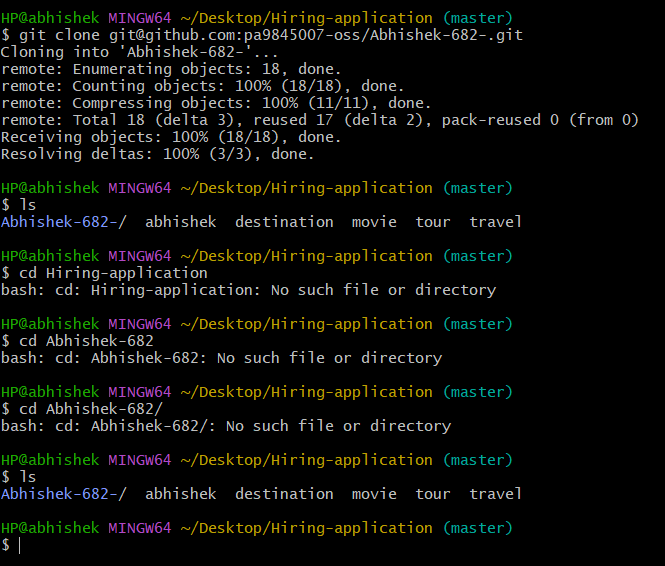 HP@abhishek MINGW64 ~/Desktop/Hiring-application (master)
$ git clone git@github.com:pa9845007-oss/Abhishek-682-.git
Cloning into 'Abhishek-682-'...
remote: Enumerating objects: 18, done.
remote: Counting objects: 100% (18/18), done.
remote: Compressing objects: 100% (11/11), done.
remote: Total 18 (delta 3), reused 17 (delta 2), pack-reused 0 (from 0)
Receiving objects: 100% (18/18), done.
Resolving deltas: 100% (3/3), done.
HP@abhishek MINGW64 ~/Desktop/Hiring-application (master)
$ ls
Abhishek-682-/  abhishek  destination  movie  tour  travel
HP@abhishek MINGW64 ~/Desktop/Hiring-application (master)
$ cd Hiring-application
bash: cd: Hiring-application: No such file or directory
HP@abhishek MINGW64 ~/Desktop/Hiring-application (master)
$ cd Abhishek-682
bash: cd: Abhishek-682: No such file or directory
HP@abhishek MINGW64 ~/Desktop/Hiring-application (master)
$ cd Abhishek-682/
bash: cd: Abhishek-682/: No such file or directory
HP@abhishek MINGW64 ~/Desktop/Hiring-application (master)
$ ls
Abhishek-682-/  abhishek  destination  movie  tour  travel
HP@abhishek MINGW64 ~/Desktop/Hiring-application (master)
$